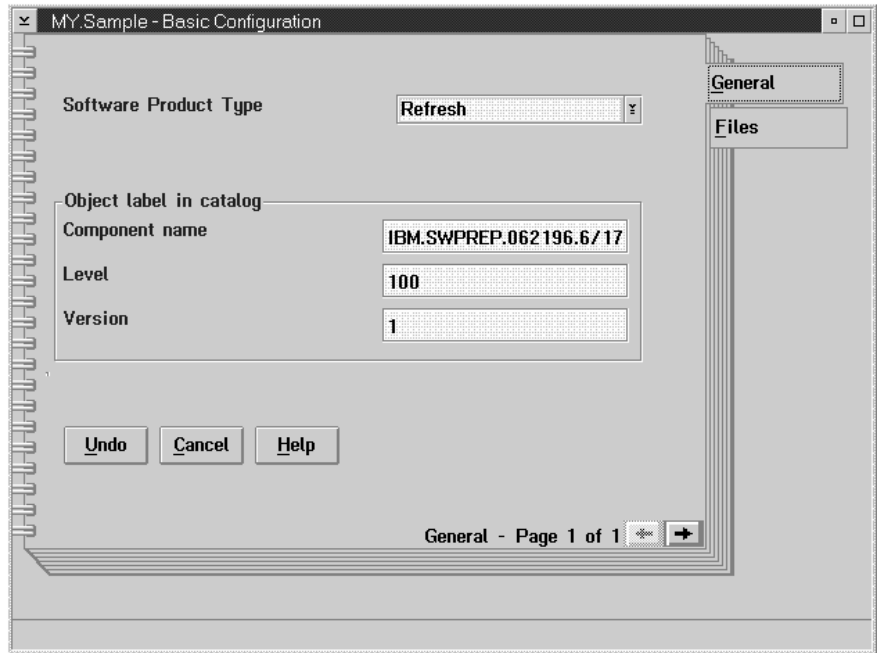 MY.Sample - Basic Configuration
General
Software Product Type
Refresh
Files
Object label in catalog
Component name
IBM.SWPREP.062196.6/17
Level
100
Version
1
Undo
Cancel
Help
General - Page 1 of 1